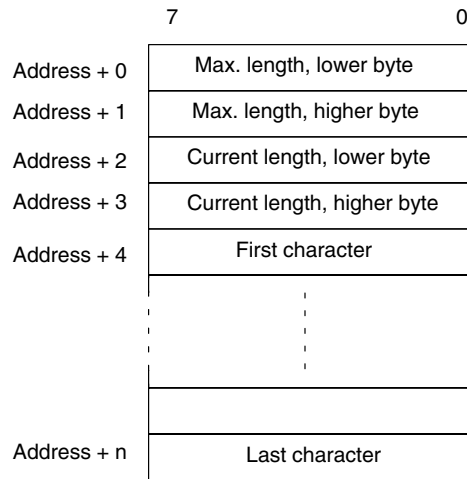 7 0
Address + 0 Max. length, lower byte
Address + 1 Max. length, higher byte
Address + 2 Current length, lower byte
Address + 3 Current length, higher byte
Address + 4 First character
Address + n Last character